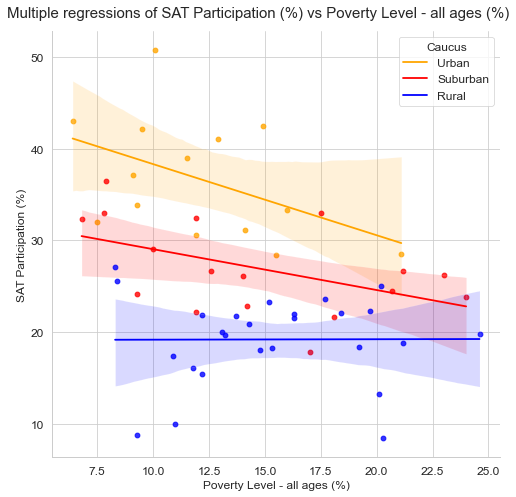 Multiple regressions of SAT Participation (%) vs Poverty Level - all ages (%)
Caucus
Urban
Suburban
Rural
SAT Participation (%)
50
40
30
20
10
7.5 10.0 12.5 15.0 17.5 20.0 22.5 25.0
Poverty Level - all ages (%)